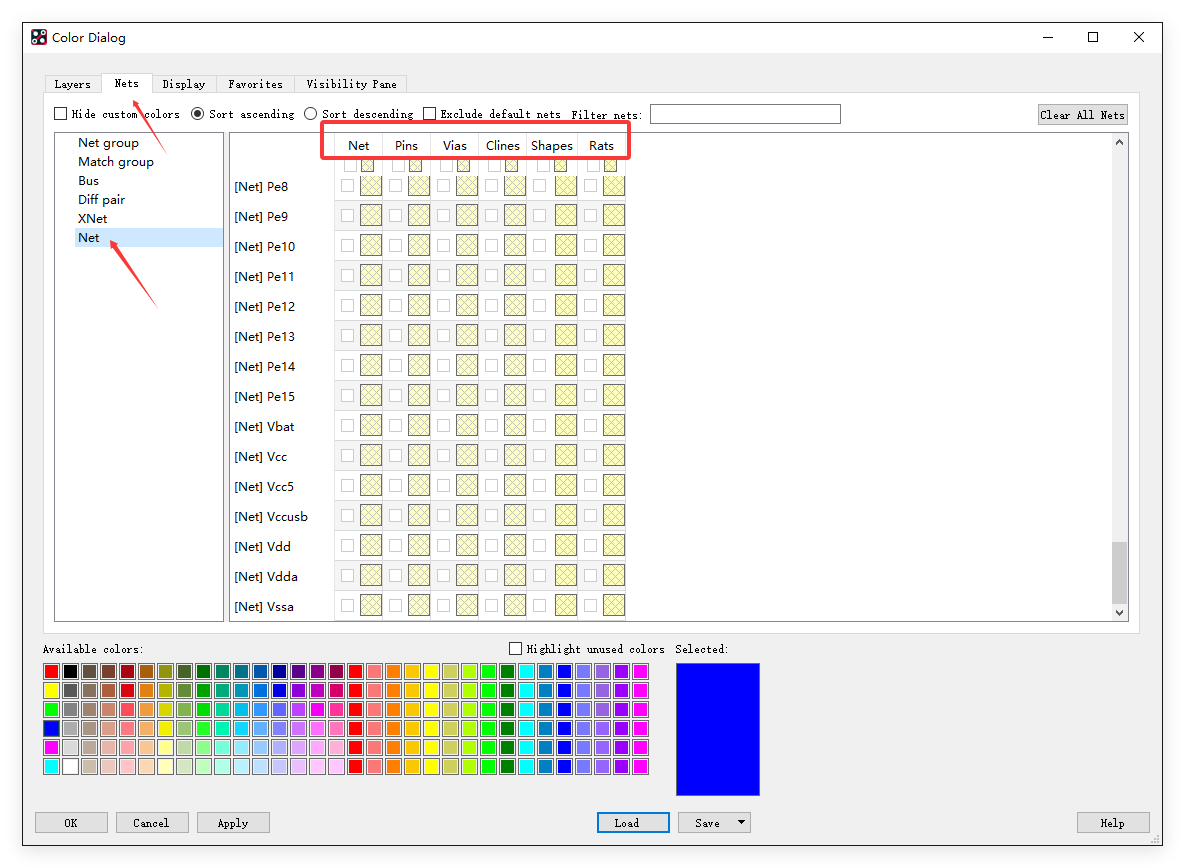 Color Dialog
Layers Nets Display Favorites Visibility Pane
Hide custom colors Sort ascending Sort descending Exclude default nets Filter nets: Clear All Nets
Net group
Match group
Bus
Diff pair
XNet
Net
Net Pins Vias Clines Shapes Rats
[Net] Pe8
[Net] Pe9
[Net] Pe10
[Net] Pe11
[Net] Pe12
[Net] Pe13
[Net] Pe14
[Net] Pe15
[Net] Vbat
[Net] Vcc
[Net] Vcc5
[Net] Vccusb
[Net] Vdd
[Net] Vdda
[Net] Vssa
Available colors: Highlight unused colors Selected:
OK Cancel Apply Load Save Help